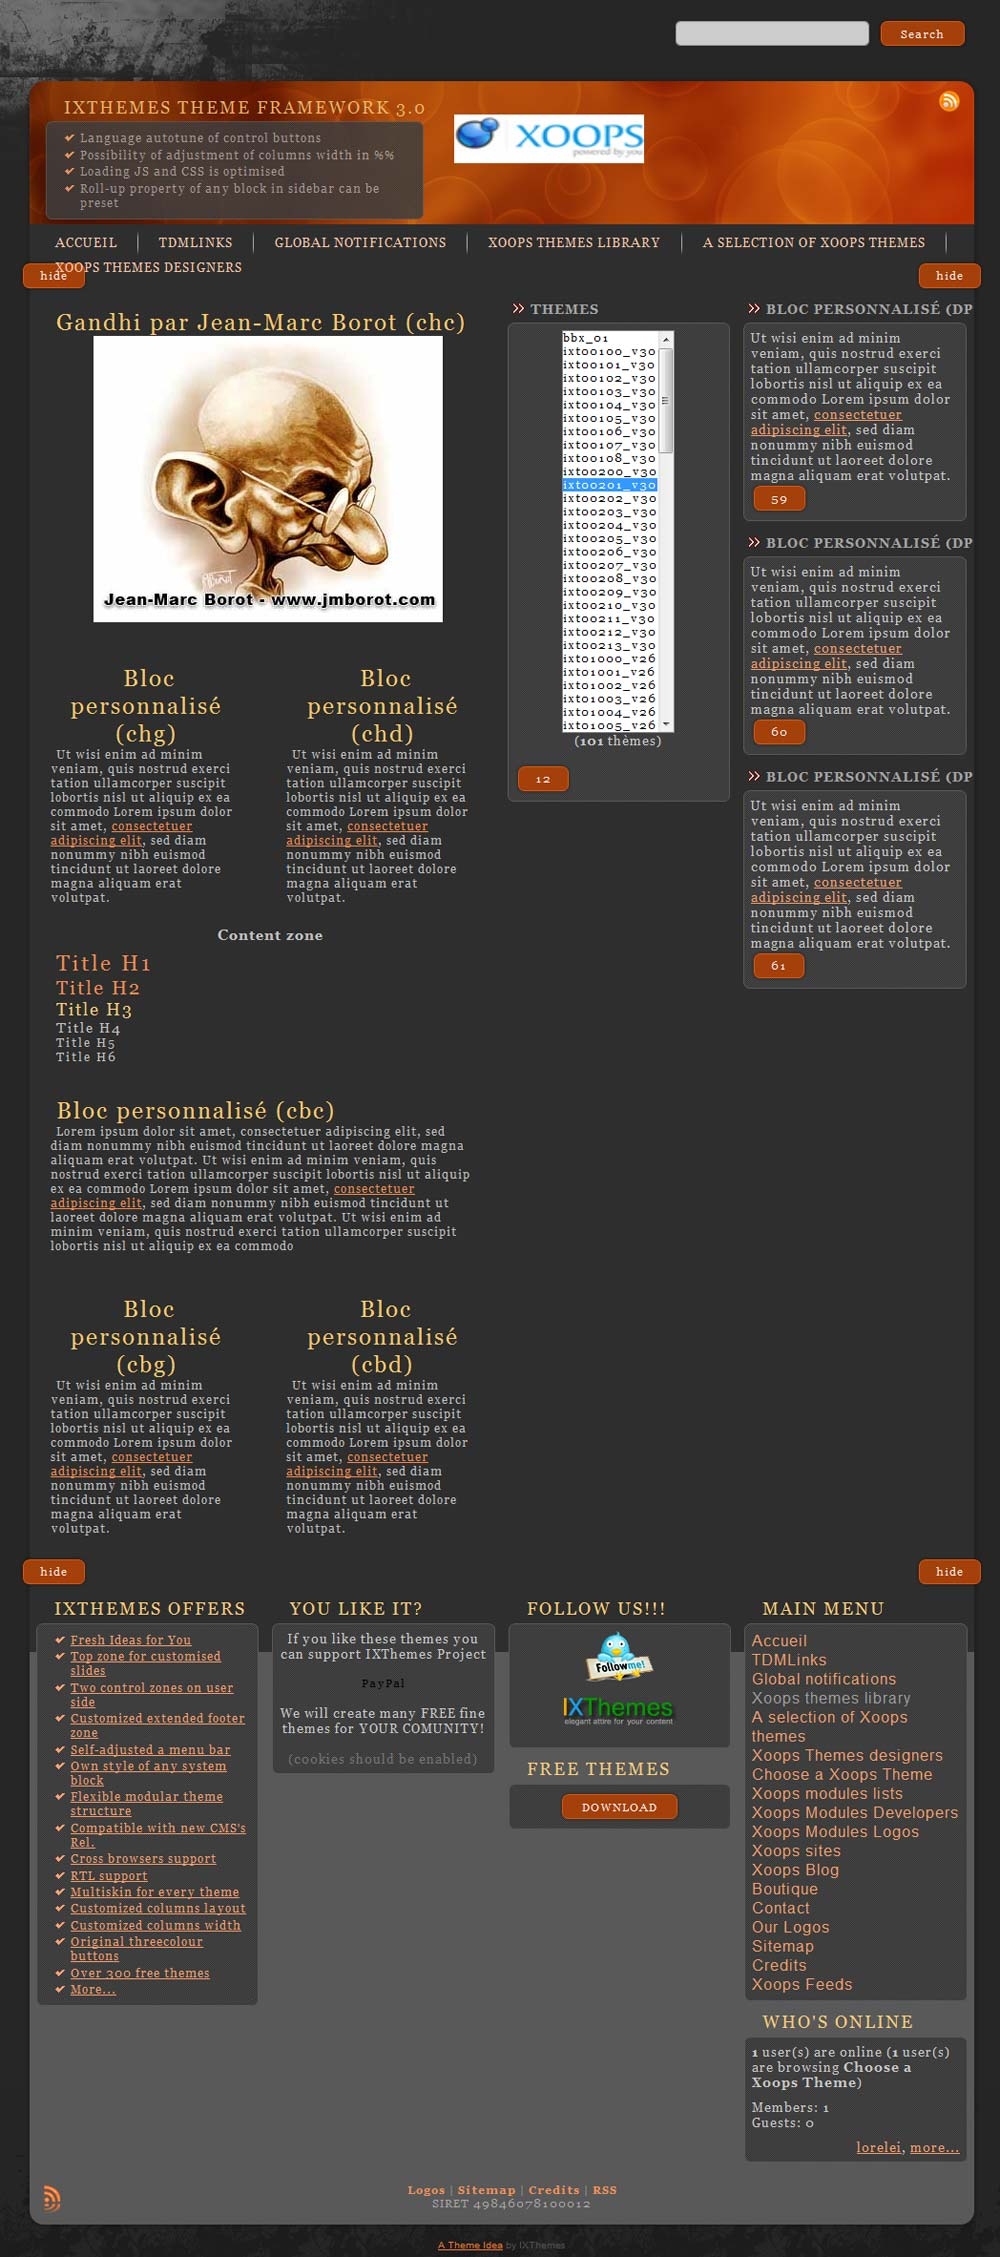 Search
IXTHEMES THEME FRAMEWORK 3.0
Language autotune of control buttons
Possibility of adjustment of columns width in %%
Loading JS and CSS is optimised
Roll-up property of any block in sidebar can be
preset
XOOPS
powered by you
ACCUEIL
TDMLINKS
GLOBAL NOTIFICATIONS
XOOPS THEMES LIBRARY
A SELECTION OF XOOPS THEMES
XOOPS THEMES DESIGNERS
hide
hide
Gandhi par Jean-Marc Borot (chc)
Jean-Marc Borot - www.jmborot.com
Bloc
personnalisé
(chg)
Ut wisi enim ad minim
veniam, quis nostrud exerci
tation ullamcorper suscipit
lobortis nisl ut aliquip ex ea
commodo Lorem ipsum dolor
sit amet, consectetuer
adipiscing elit, sed diam
nonummy nibh euismod
tincidunt ut laoreet dolore
magna aliquam erat
volutpat.
Bloc
personnalisé
(chd)
Ut wisi enim ad minim
veniam, quis nostrud exerci
tation ullamcorper suscipit
lobortis nisl ut aliquip ex ea
commodo Lorem ipsum dolor
sit amet, consectetuer
adipiscing elit, sed diam
nonummy nibh euismod
tincidunt ut laoreet dolore
magna aliquam erat
volutpat.
Content zone
Title H1
Title H2
Title H3
Title H4
Title H5
Title H6
Bloc personnalisé (cbc)
Lorem ipsum dolor sit amet, consectetuer adipiscing elit, sed
diam nonummy nibh euismod tincidunt ut laoreet dolore magna
aliquam erat volutpat. Ut wisi enim ad minim veniam, quis
nostrud exerci tation ullamcorper suscipit lobortis nisl ut aliquip
ex ea commodo Lorem ipsum dolor sit amet, consectetuer
adipiscing elit, sed diam nonummy nibh euismod tincidunt ut
laoreet dolore magna aliquam erat volutpat. Ut wisi enim ad
minim veniam, quis nostrud exerci tation ullamcorper suscipit
lobortis nisl ut aliquip ex ea commodo
Bloc
personnalisé
(cbg)
Ut wisi enim ad minim
veniam, quis nostrud exerci
tation ullamcorper suscipit
lobortis nisl ut aliquip ex ea
commodo Lorem ipsum dolor
sit amet, consectetuer
adipiscing elit, sed diam
nonummy nibh euismod
tincidunt ut laoreet dolore
magna aliquam erat
volutpat.
Bloc
personnalisé
(cbd)
Ut wisi enim ad minim
veniam, quis nostrud exerci
tation ullamcorper suscipit
lobortis nisl ut aliquip ex ea
commodo Lorem ipsum dolor
sit amet, consectetuer
adipiscing elit, sed diam
nonummy nibh euismod
tincidunt ut laoreet dolore
magna aliquam erat
volutpat.
THEMES
bbx_01
ixt00100_v30
ixt00101_v30
ixt00102_v30
ixt00103_v30
ixt00104_v30
ixt00105_v30
ixt00106_v30
ixt00107_v30
ixt00108_v30
ixt00200_v30
ixt00201_v30
ixt00202_v30
ixt00203_v30
ixt00204_v30
ixt00205_v30
ixt00206_v30
ixt00207_v30
ixt00208_v30
ixt00209_v30
ixt00210_v30
ixt00211_v30
ixt00212_v30
ixt00213_v30
ixt01000_v26
ixt01001_v26
ixt01002_v26
ixt01003_v26
ixt01004_v26
ixt01005_v26
(101 thèmes)
12
BLOC PERSONNALISÉ (DP
Ut wisi enim ad minim
veniam, quis nostrud exerci
tation ullamcorper suscipit
lobortis nisl ut aliquip ex ea
commodo Lorem ipsum dolor
sit amet, consectetuer
adipiscing elit, sed diam
nonummy nibh euismod
tincidunt ut laoreet dolore
magna aliquam erat volutpat.
59
BLOC PERSONNALISÉ (DP
Ut wisi enim ad minim
veniam, quis nostrud exerci
tation ullamcorper suscipit
lobortis nisl ut aliquip ex ea
commodo Lorem ipsum dolor
sit amet, consectetuer
adipiscing elit, sed diam
nonummy nibh euismod
tincidunt ut laoreet dolore
magna aliquam erat volutpat.
60
BLOC PERSONNALISÉ (DP
Ut wisi enim ad minim
veniam, quis nostrud exerci
tation ullamcorper suscipit
lobortis nisl ut aliquip ex ea
commodo Lorem ipsum dolor
sit amet, consectetuer
adipiscing elit, sed diam
nonummy nibh euismod
tincidunt ut laoreet dolore
magna aliquam erat volutpat.
61
hide
hide
IXTHEMES OFFERS
Fresh Ideas for You
Top zone for customised
slides
Two control zones on user
side
Customized extended footer
zone
Self-adjusted a menu bar
Own style of any system
block
Flexible modular theme
structure
Compatible with new CMS's
Rel.
Cross browsers support
RTL support
Multiskin for every theme
Customized columns layout
Customized columns width
Original threecolour
buttons
Over 300 free themes
More...
YOU LIKE IT?
If you like these themes you
can support IXThemes Project
PayPal
We will create many FREE fine
themes for YOUR COMUNITY!
(cookies should be enabled)
FOLLOW US!!!
Follow me!
IXThemes
elegant attire for your content
FREE THEMES
DOWNLOAD
MAIN MENU
Accueil
TDMLinks
Global notifications
Xoops themes library
A selection of Xoops
themes
Xoops Themes designers
Choose a Xoops Theme
Xoops modules lists
Xoops Modules Developers
Xoops Modules Logos
Xoops sites
Xoops Blog
Boutique
Contact
Our Logos
Sitemap
Credits
Xoops Feeds
WHO'S ONLINE
1 user(s) are online (1 user(s)
are browsing Choose a
Xoops Theme)
Members: 1
Guests: 0
lorelei, more...
Logos | Sitemap | Credits | RSS
SIRET 49846078100012
A Theme Idea by IXThemes